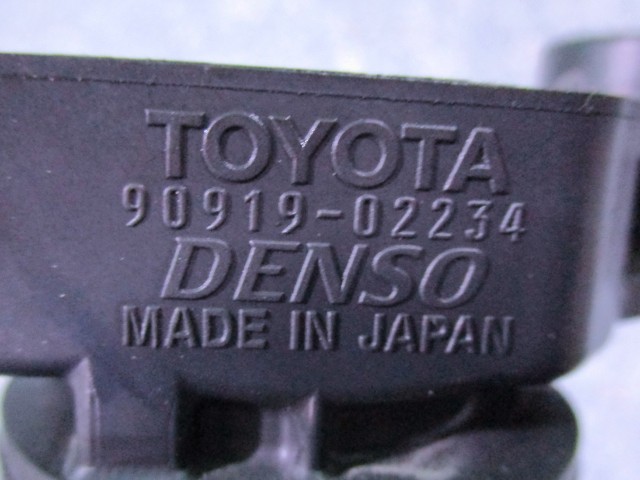 TOYOTA
90919-02234
DENSO
MADE IN JAPAN